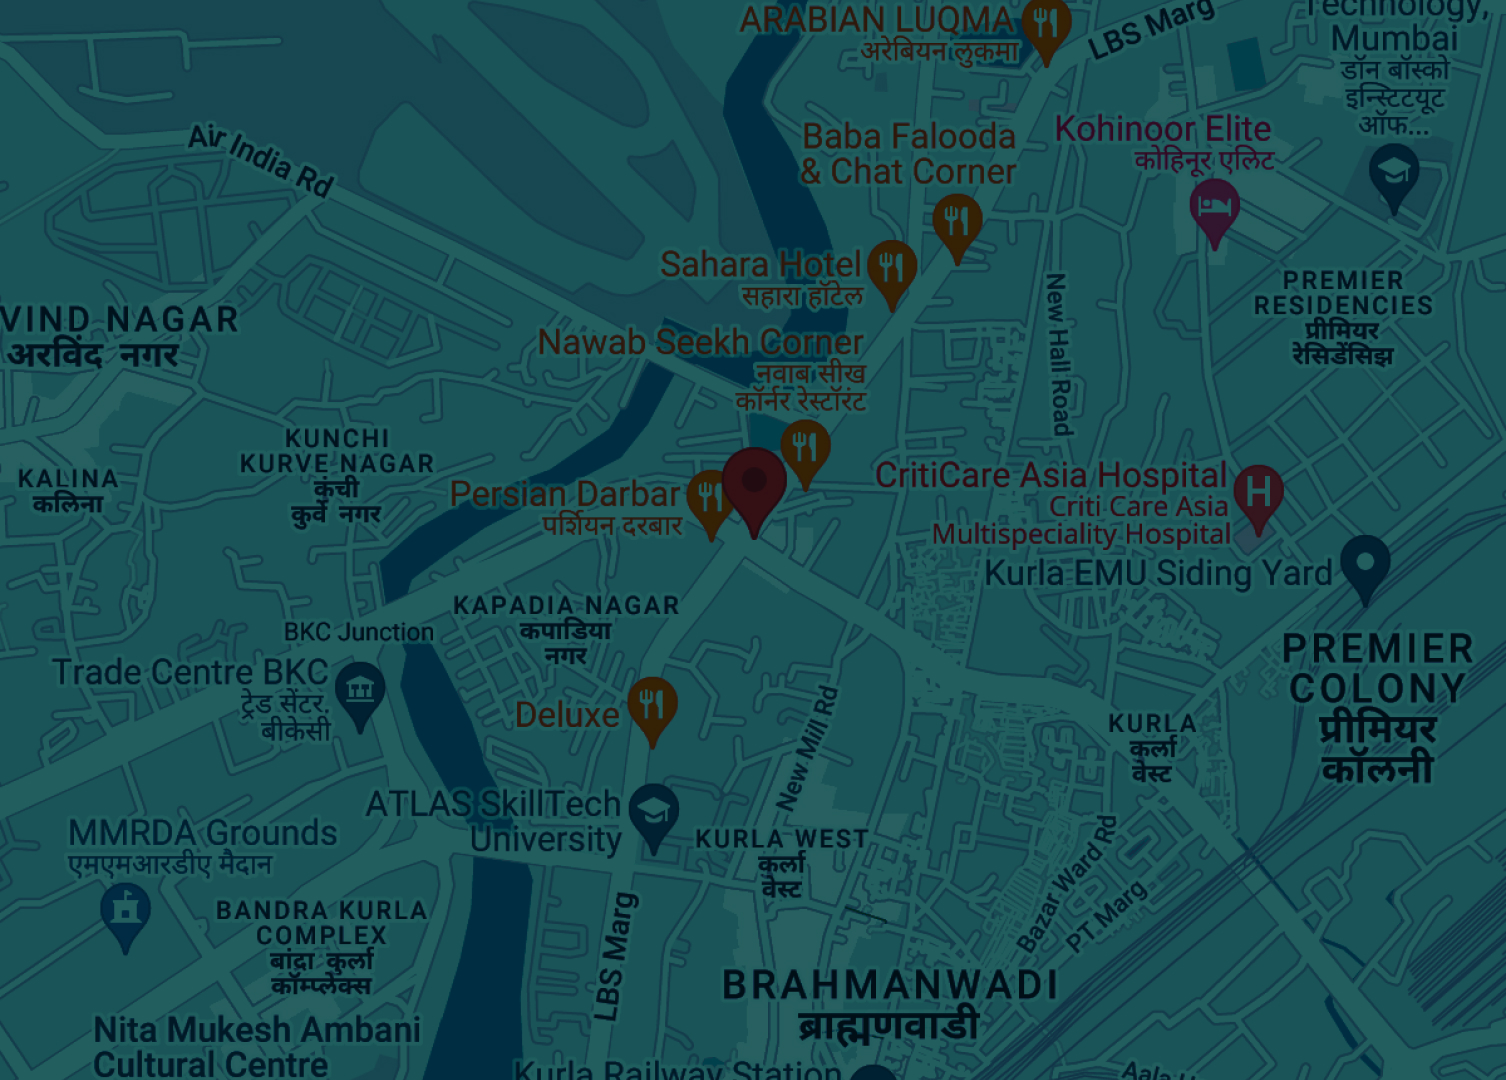 ARABIAN LUQMA
अरेबियन लुकमा
LBS Marg
Technology,
Mumbai
डॉन बॉस्को
इन्स्टिटयूट
ऑफ...
Air India Rd
Baba Falooda
& Chat Corner
Kohinoor Elite
कोहिनूर एलिट
Sahara Hotel
सहारा हॉटेल
PREMIER
RESIDENCIES
प्रीमियर
रेसिडेंसिझ
New Hall Road
VIND NAGAR
अरविंद नगर
Nawab Seekh Corner
नवाब सीख
कॉर्नर रेस्टॉरंट
KUNCHI
KURVE NAGAR
कुंची
कुर्वे नगर
KALINA
कलिना
Persian Darbar
पर्शियन दरबार
CritiCare Asia Hospital
Criti Care Asia
Multispeciality Hospital
Kurla EMU Siding Yard
KAPADIA NAGAR
कपाडिया
नगर
BKC Junction
Trade Centre BKC
ट्रेड सेंटर.
बीकेसी
PREMIER
COLONY
प्रीमियर
कॉलनी
Deluxe
New Mill Rd
KURLA
कुर्ला
वेस्ट
ATLAS SkillTech
University
MMRDA Grounds
एमएमआरडीए मैदान
KURLA WEST
कुर्ला
वेस्ट
Bazar Ward Rd
PT Marg
BANDRA KURLA
COMPLEX
बांद्रा कुर्ला
कॉम्प्लेक्स
LBS Marg
BRAHMANWADI
ब्राह्मणवाडी
Nita Mukesh Ambani
Cultural Centre
Kurla Railway Station